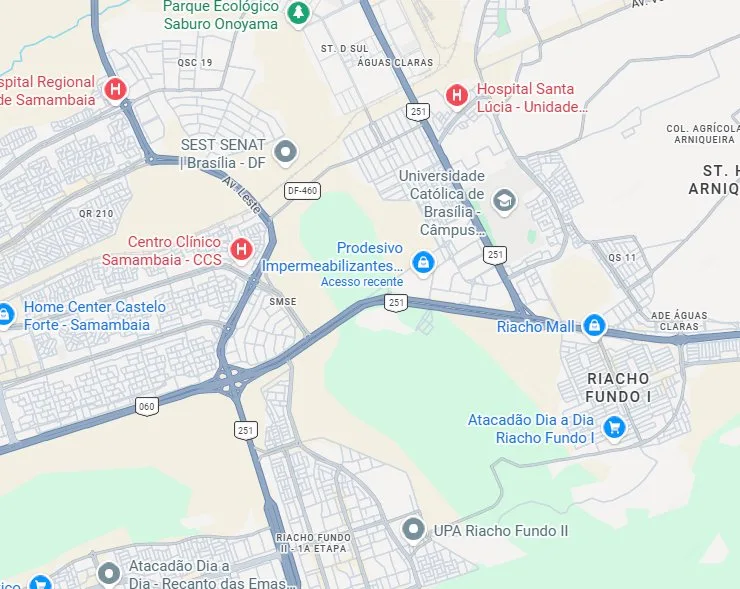 Parque Ecológico
Saburo Onoyama
Av.
ST. D SUL
ÁGUAS CLARAS
QSC 19
spital Regional
de Samambaia
Hospital Santa
Lúcia - Unidade...
251
COL. AGRÍCOLA
ARNIQUEIRA
SEST SENAT
| Brasília - DF
Universidade
Católica de
Brasília -
Câmpus...
ST. H
ARNIQ
Av. Leste
DF-460
QR 210
Centro Clínico
Samambaia - CCS
Prodesivo
Impermeabilizantes...
Acesso recente
251
QS 11
Home Center Castelo
Forte - Samambaia
SMSE
251
Riacho Mall
ADE ÁGUAS
CLARAS
RIACHO
FUNDO I
060
251
Atacadão Dia a Dia
Riacho Fundo I
RIACHO FUNDO
II - 1A ETAPA
UPA Riacho Fundo II
Atacadão Dia a
Dia - Recanto das Emas...
ico